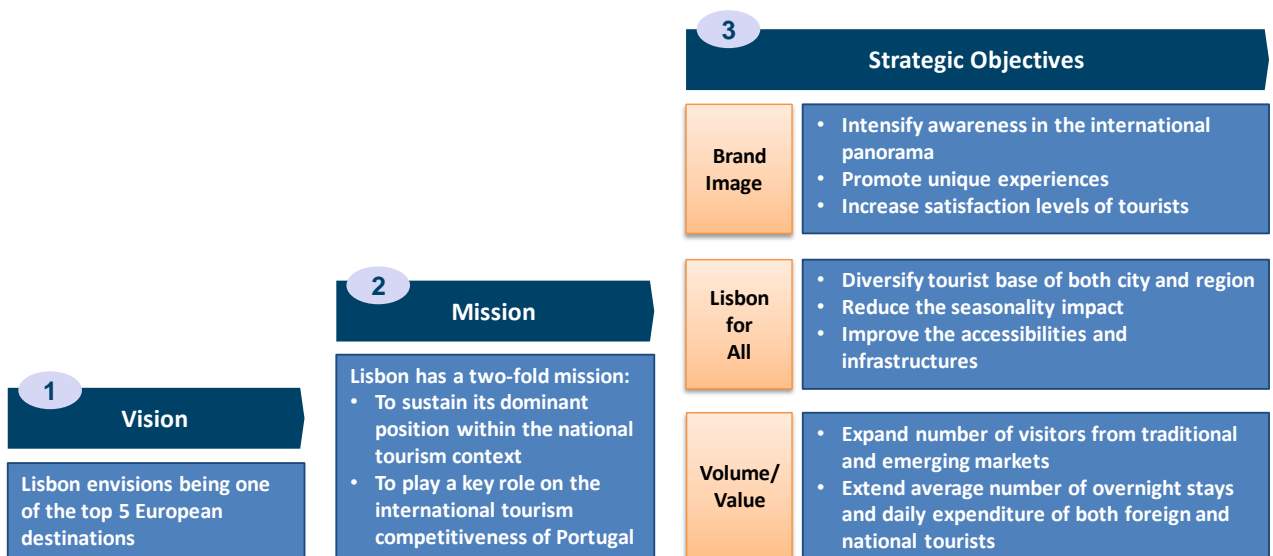 1
Vision
Lisbon envisions being one
of the top 5 European
destinations
2
Mission
Lisbon has a two-fold mission:
• To sustain its dominant
position within the national
tourism context
• To play a key role on the
international tourism
competitiveness of Portugal
3
Strategic Objectives
Brand
Image
• Intensify awareness in the international
panorama
• Promote unique experiences
• Increase satisfaction levels of tourists
Lisbon
for
All
• Diversify tourist base of both city and region
• Reduce the seasonality impact
• Improve the accessibilities and
infrastructures
Volume/
Value
• Expand number of visitors from traditional
and emerging markets
• Extend average number of overnight stays
and daily expenditure of both foreign and
national tourists